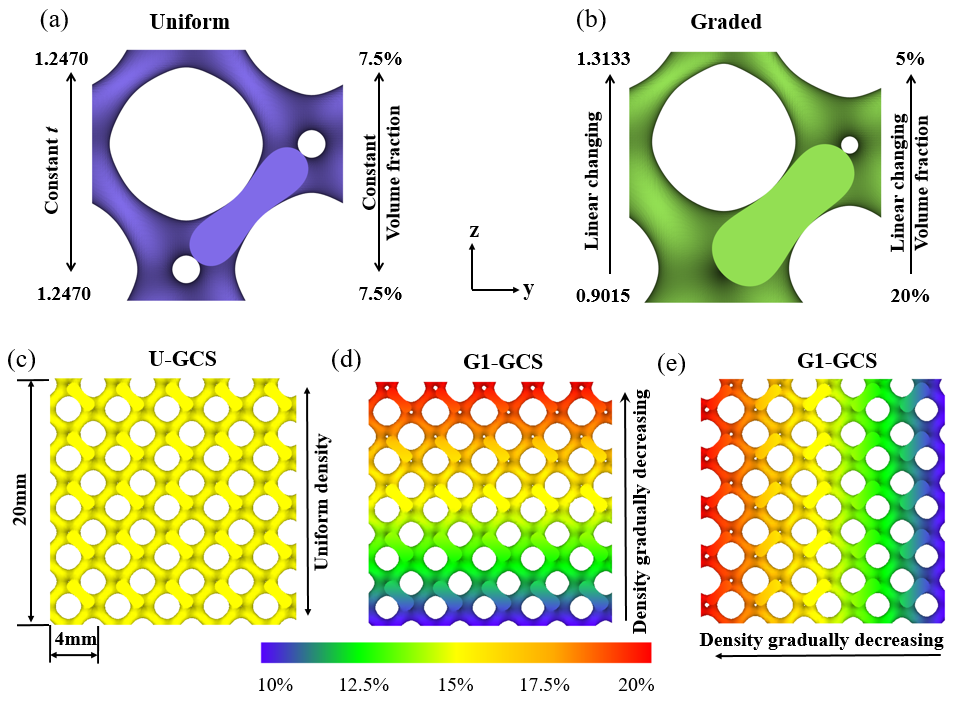 (a)
Uniform
1.2470
7.5%
Constant t
Constant
Volume fraction
1.2470
7.5%
(b)
Graded
1.3133
5%
Linear changing
Linear changing
Volume fraction
0.9015
20%
z
y
(c)
U-GCS
20mm
4mm
Uniform density
(d)
G1-GCS
Density gradually decreasing
(e)
G1-GCS
Density gradually decreasing
10%
12.5%
15%
17.5%
20%